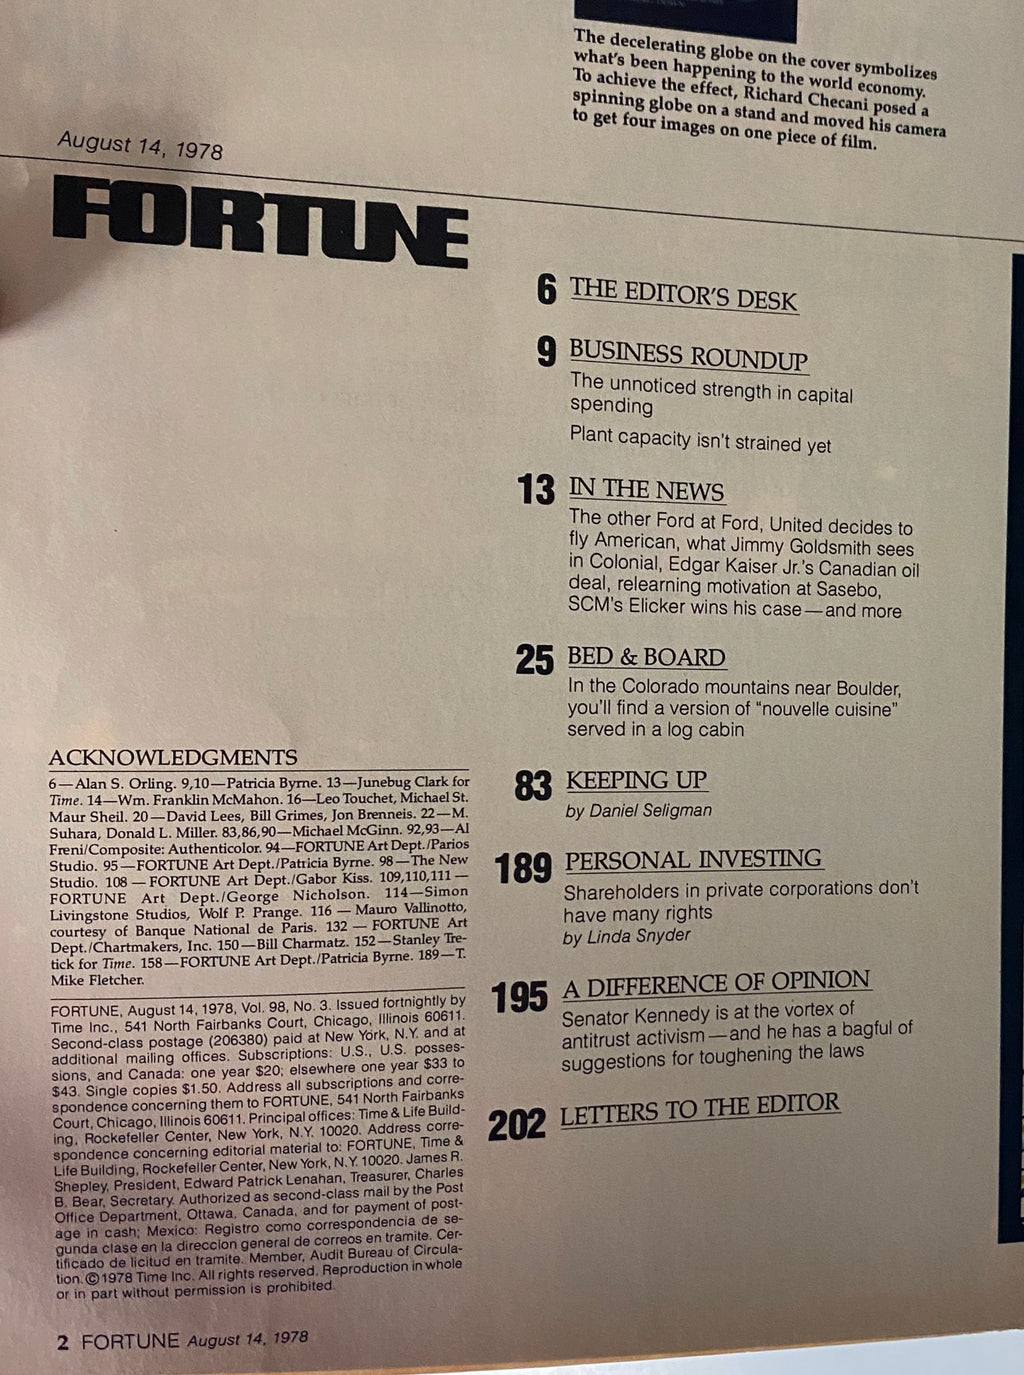 The decelerating globe on the cover symbolizes
what's been happening to the world economy.
To achieve the effect, Richard Checani posed a
spinning globe on a stand and moved his camera
to get four images on one piece of film.
August 14, 1978
FORTUNE
6 THE EDITOR'S DESK
9 BUSINESS ROUNDUP
The unnoticed strength in capital
spending
Plant capacity isn't strained yet
13 IN THE NEWS
The other Ford at Ford, United decides to
fly American, what Jimmy Goldsmith sees
in Colonial, Edgar Kaiser Jr.'s Canadian oil
deal, relearning motivation at Sasebo,
SCM's Elicker wins his case—and more
25 BED & BOARD
In the Colorado mountains near Boulder,
you'll find a version of "nouvelle cuisine"
served in a log cabin
83 KEEPING UP
by Daniel Seligman
189 PERSONAL INVESTING
Shareholders in private corporations don't
have many rights
by Linda Snyder
195 A DIFFERENCE OF OPINION
Senator Kennedy is at the vortex of
antitrust activism—and he has a bagful of
suggestions for toughening the laws
202 LETTERS TO THE EDITOR
ACKNOWLEDGMENTS
6—Alan S. Orling. 9,10—Patricia Byrne. 13—Junebug Clark for
Time. 14—Wm. Franklin McMahon. 16—Leo Touchet, Michael St.
Maur Sheil. 20—David Lees, Bill Grimes, Jon Brenneis. 22—M.
Suhara, Donald L. Miller. 83,86,90—Michael McGinn. 92,93—Al
Freni/Composite: Authenticolor. 94—FORTUNE Art Dept./Parios
Studio. 95—FORTUNE Art Dept./Patricia Byrne. 98—The New
Studio. 108 — FORTUNE Art Dept./Gabor Kiss. 109,110,111 —
FORTUNE Art Dept./George Nicholson. 114—Simon
Livingstone Studios, Wolf P. Prange. 116 — Mauro Vallinotto,
courtesy of Banque National de Paris. 132 — FORTUNE Art
Dept./Chartmakers, Inc. 150—Bill Charmatz. 152—Stanley Tre-
tick for Time. 158—FORTUNE Art Dept./Patricia Byrne. 189—T.
Mike Fletcher.
FORTUNE, August 14, 1978, Vol. 98, No. 3. Issued fortnightly by
Time Inc., 541 North Fairbanks Court, Chicago, Illinois 60611.
Second-class postage (206380) paid at New York, N.Y. and at
additional mailing offices. Subscriptions: U.S., U.S. posses-
sions, and Canada: one year $20; elsewhere one year $33 to
$43. Single copies $1.50. Address all subscriptions and corre-
spondence concerning them to FORTUNE, 541 North Fairbanks
Court, Chicago, Illinois 60611. Principal offices: Time & Life Build-
ing, Rockefeller Center, New York, N.Y. 10020. Address corre-
spondence concerning editorial material to: FORTUNE, Time &
Life Building, Rockefeller Center, New York, N.Y. 10020. James R.
Shepley, President, Edward Patrick Lenahan, Treasurer, Charles
B. Bear, Secretary. Authorized as second-class mail by the Post
Office Department, Ottawa, Canada, and for payment of post-
age in cash; Mexico: Registro como correspondencia de se-
gunda clase en la direccion general de correos en tramite. Cer-
tificado de licitud en tramite. Member, Audit Bureau of Circula-
tion. ©1978 Time Inc. All rights reserved. Reproduction in whole
or in part without permission is prohibited.
2 FORTUNE August 14, 1978